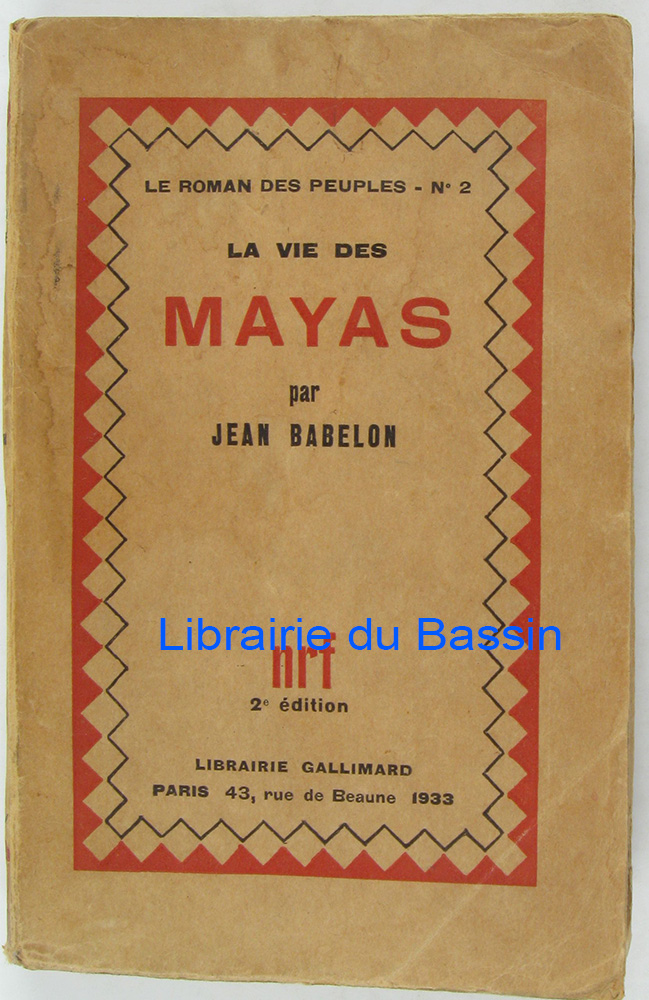 LE ROMAN DES PEUPLES - N° 2
LA VIE DES
MAYAS
par
JEAN BABELON
Librairie du Bassin
nrf
2e édition
LIBRAIRIE GALLIMARD
PARIS 43, rue de Beaune 1933